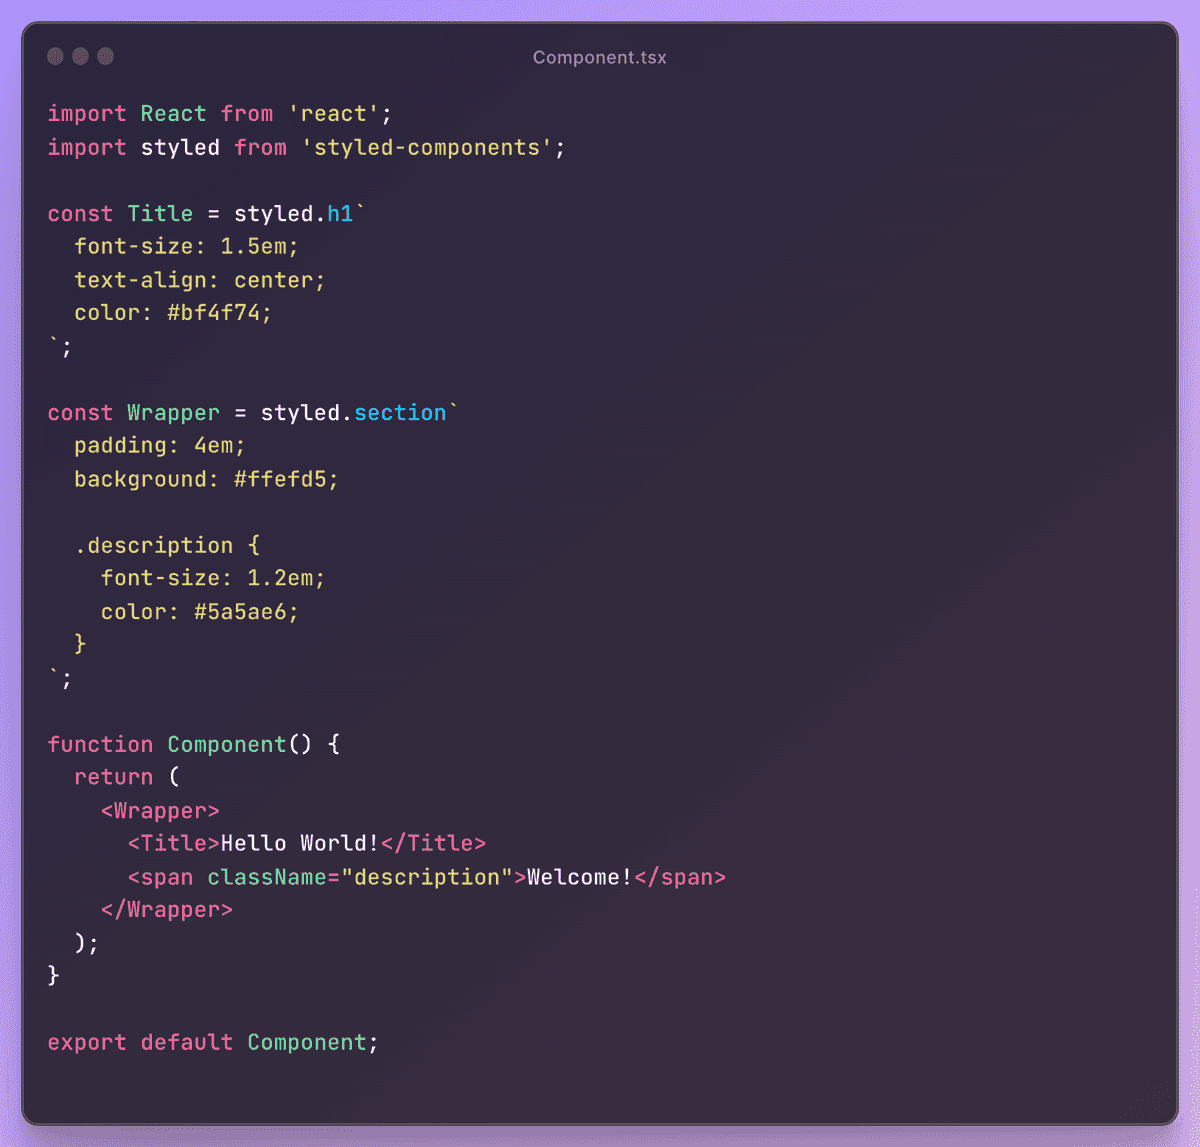 Component.tsx
import React from 'react';
import styled from 'styled-components';
const Title = styled.h1`
  font-size: 1.5em;
  text-align: center;
  color: #bf4f74;
`;
const Wrapper = styled.section`
  padding: 4em;
  background: #ffefd5;
  .description {
    font-size: 1.2em;
    color: #5a5ae6;
  }
`;
function Component() {
  return (
    <Wrapper>
      <Title>Hello World!</Title>
      <span className="description">Welcome!</span>
    </Wrapper>
  );
}
export default Component;